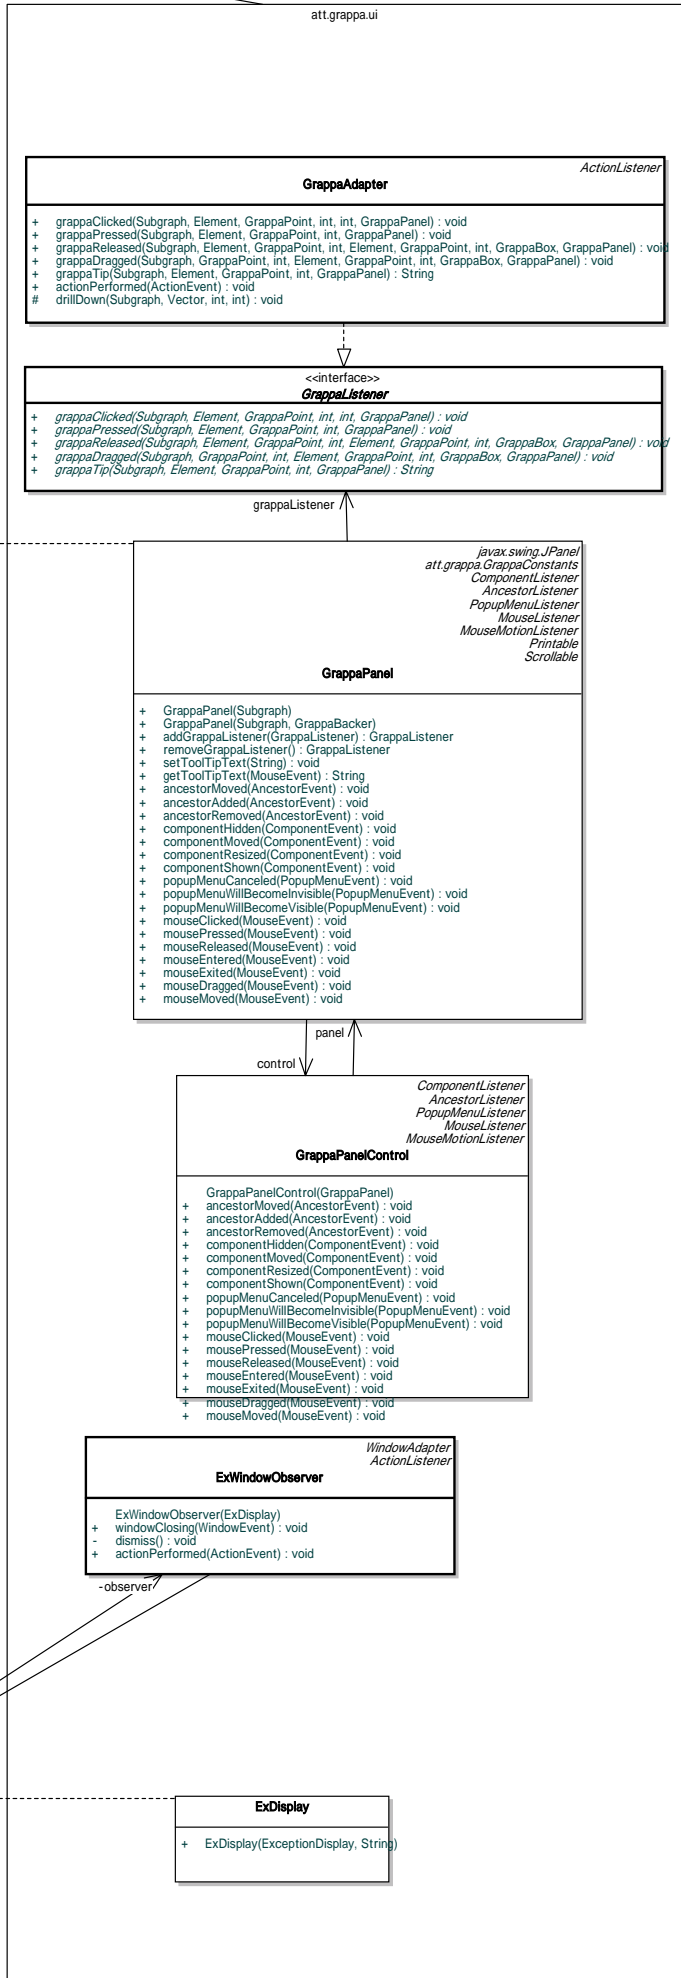 att.grappa.ui
ActionListener
GrappaAdapter
+ grappaClicked(Subgraph, Element, GrappaPoint, int, int, GrappaPanel) : void
+ grappaPressed(Subgraph, Element, GrappaPoint, int, GrappaPanel) : void
+ grappaReleased(Subgraph, Element, GrappaPoint, int, Element, GrappaPoint, int, GrappaBox, GrappaPanel) : void
+ grappaDragged(Subgraph, GrappaPoint, int, Element, GrappaPoint, int, GrappaBox, GrappaPanel) : void
+ grappaTip(Subgraph, Element, GrappaPoint, int, GrappaPanel) : String
+ actionPerformed(ActionEvent) : void
# drillDown(Subgraph, Vector, int, int) : void
<<interface>>
GrappaListener
+ grappaClicked(Subgraph, Element, GrappaPoint, int, int, GrappaPanel) : void
+ grappaPressed(Subgraph, Element, GrappaPoint, int, GrappaPanel) : void
+ grappaReleased(Subgraph, Element, GrappaPoint, int, Element, GrappaPoint, int, GrappaBox, GrappaPanel) : void
+ grappaDragged(Subgraph, GrappaPoint, int, Element, GrappaPoint, int, GrappaBox, GrappaPanel) : void
+ grappaTip(Subgraph, Element, GrappaPoint, int, GrappaPanel) : String
grappaListener
javax.swing.JPanel
att.grappa.GrappaConstants
ComponentListener
AncestorListener
PopupMenuListener
MouseListener
MouseMotionListener
Printable
Scrollable
GrappaPanel
+ GrappaPanel(Subgraph)
+ GrappaPanel(Subgraph, GrappaBacker)
+ addGrappaListener(GrappaListener) : GrappaListener
+ removeGrappaListener() : GrappaListener
+ setToolTipText(String) : void
+ getToolTipText(MouseEvent) : String
+ ancestorMoved(AncestorEvent) : void
+ ancestorAdded(AncestorEvent) : void
+ ancestorRemoved(AncestorEvent) : void
+ componentHidden(ComponentEvent) : void
+ componentMoved(ComponentEvent) : void
+ componentResized(ComponentEvent) : void
+ componentShown(ComponentEvent) : void
+ popupMenuCanceled(PopupMenuEvent) : void
+ popupMenuWillBecomeInvisible(PopupMenuEvent) : void
+ popupMenuWillBecomeVisible(PopupMenuEvent) : void
+ mouseClicked(MouseEvent) : void
+ mousePressed(MouseEvent) : void
+ mouseReleased(MouseEvent) : void
+ mouseEntered(MouseEvent) : void
+ mouseExited(MouseEvent) : void
+ mouseDragged(MouseEvent) : void
+ mouseMoved(MouseEvent) : void
panel
control
ComponentListener
AncestorListener
PopupMenuListener
MouseListener
MouseMotionListener
GrappaPanelControl
GrappaPanelControl(GrappaPanel)
+ ancestorMoved(AncestorEvent) : void
+ ancestorAdded(AncestorEvent) : void
+ ancestorRemoved(AncestorEvent) : void
+ componentHidden(ComponentEvent) : void
+ componentMoved(ComponentEvent) : void
+ componentResized(ComponentEvent) : void
+ componentShown(ComponentEvent) : void
+ popupMenuCanceled(PopupMenuEvent) : void
+ popupMenuWillBecomeInvisible(PopupMenuEvent) : void
+ popupMenuWillBecomeVisible(PopupMenuEvent) : void
+ mouseClicked(MouseEvent) : void
+ mousePressed(MouseEvent) : void
+ mouseReleased(MouseEvent) : void
+ mouseEntered(MouseEvent) : void
+ mouseExited(MouseEvent) : void
+ mouseDragged(MouseEvent) : void
+ mouseMoved(MouseEvent) : void
WindowAdapter
ActionListener
ExWindowObserver
ExWindowObserver(ExDisplay)
+ windowClosing(WindowEvent) : void
- dismiss() : void
+ actionPerformed(ActionEvent) : void
-observer
ExDisplay
+ ExDisplay(ExceptionDisplay, String)